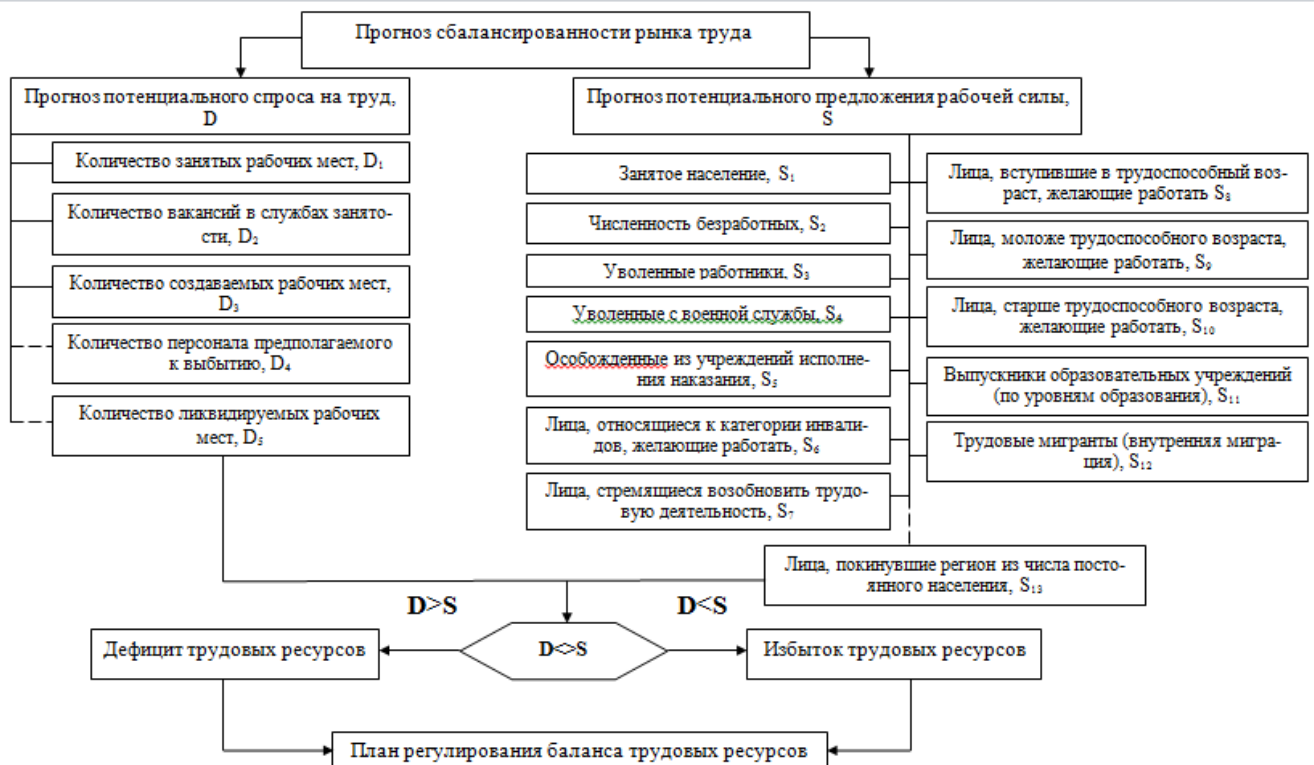 Прогноз сбалансированности рынка труда
Прогноз потенциального спроса на труд,
D
Количество занятых рабочих мест, D₁
Количество вакансий в службах занято-
сти, D₂
Количество создаваемых рабочих мест,
D₃
Количество персонала предполагаемого
к выбытию, D₄
Количество ликвидируемых рабочих
мест, D₅
Прогноз потенциального предложения рабочей силы,
S
Занятое население, S₁
Численность безработных, S₂
Уволенные работники, S₃
Уволенные с военной службы, S₄
Особожденные из учреждений исполне-
ния наказания, S₅
Лица, относящиеся к категории инвали-
дов, желающие работать, S₆
Лица, стремящиеся возобновить трудо-
вую деятельность, S₇
Лица, вступившие в трудоспособный воз-
раст, желающие работать S₈
Лица, моложе трудоспособного возраста,
желающие работать, S₉
Лица, старше трудоспособного возраста,
желающие работать, S₁₀
Выпускники образовательных учреждений
(по уровням образования), S₁₁
Трудовые мигранты (внутренняя мигра-
ция), S₁₂
Лица, покинувшие регион из числа посто-
янного населения, S₁₃
D>S
D<S
D<>S
Дефицит трудовых ресурсов
Избыток трудовых ресурсов
План регулирования баланса трудовых ресурсов